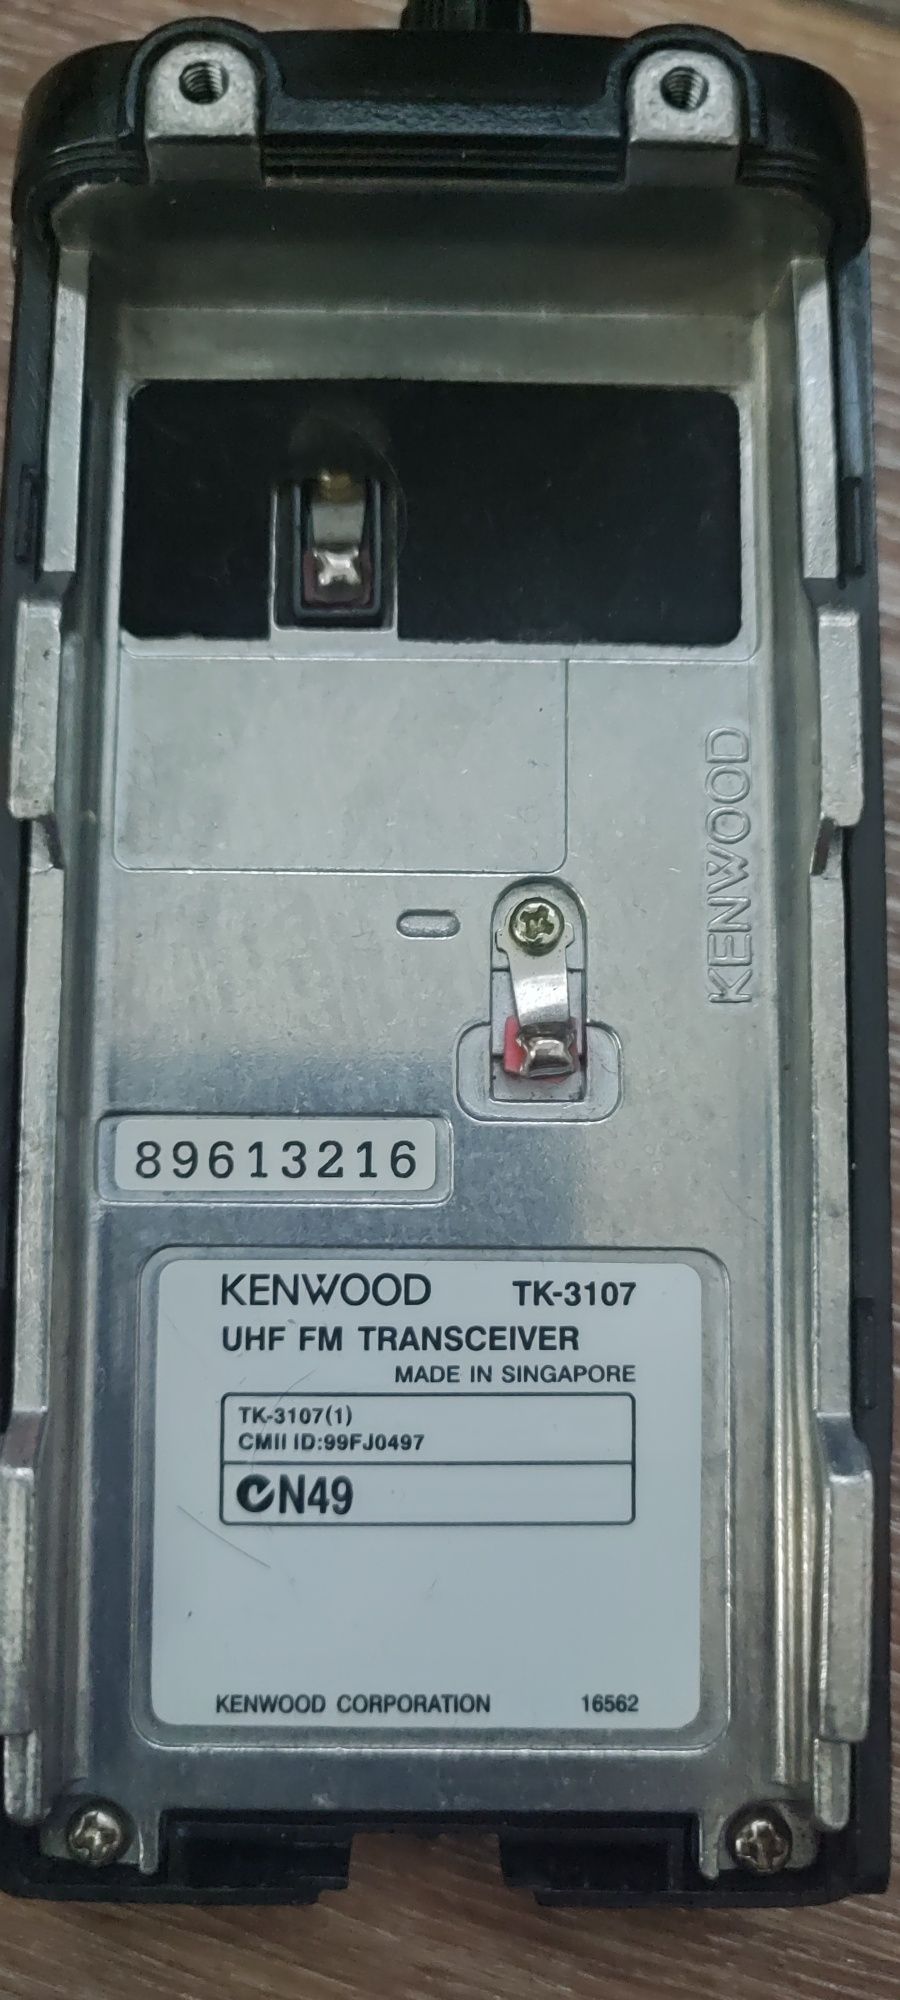 KENWOOD
89613216
KENWOOD TK-3107
UHF FM TRANSCEIVER
MADE IN SINGAPORE
TK-3107(1)
CMII ID:99FJ0497
N49
KENWOOD CORPORATION 16562